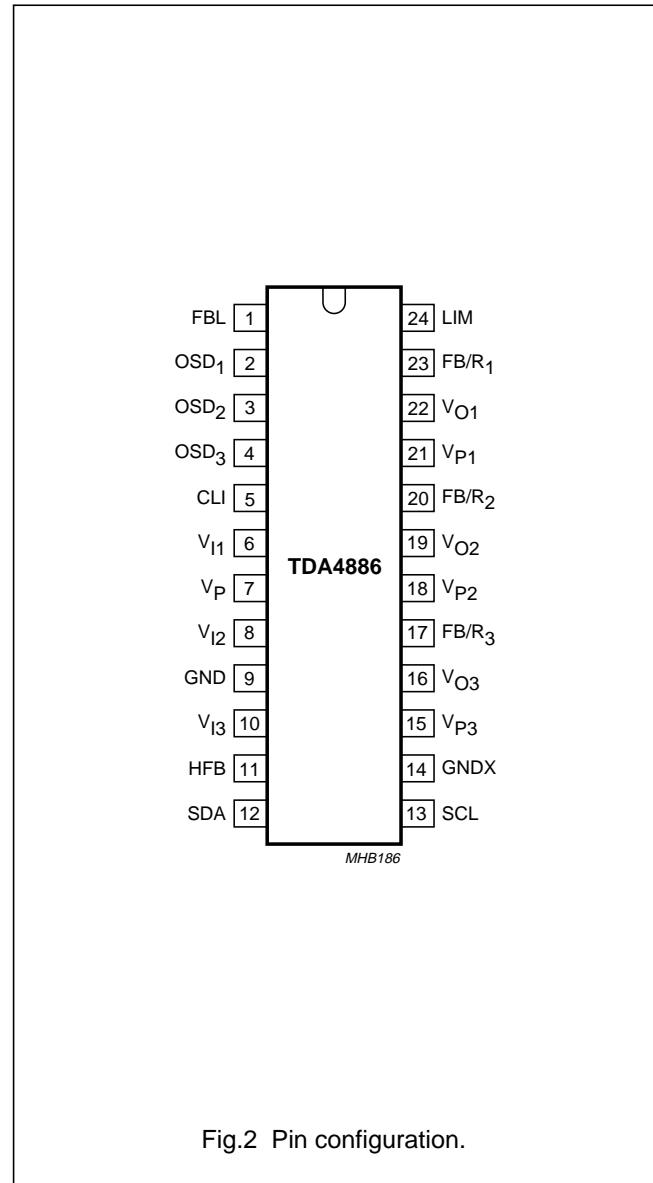 FBL 1 24 LIM
OSD1 2 23 FB/R1
OSD2 3 22 VO1
OSD3 4 21 VP1
CLI 5 20 FB/R2
VI1 6 19 VO2
TDA4886
VP 7 18 VP2
VI2 8 17 FB/R3
GND 9 16 VO3
VI3 10 15 VP3
HFB 11 14 GNDX
SDA 12 13 SCL
MHB186
Fig.2 Pin configuration.